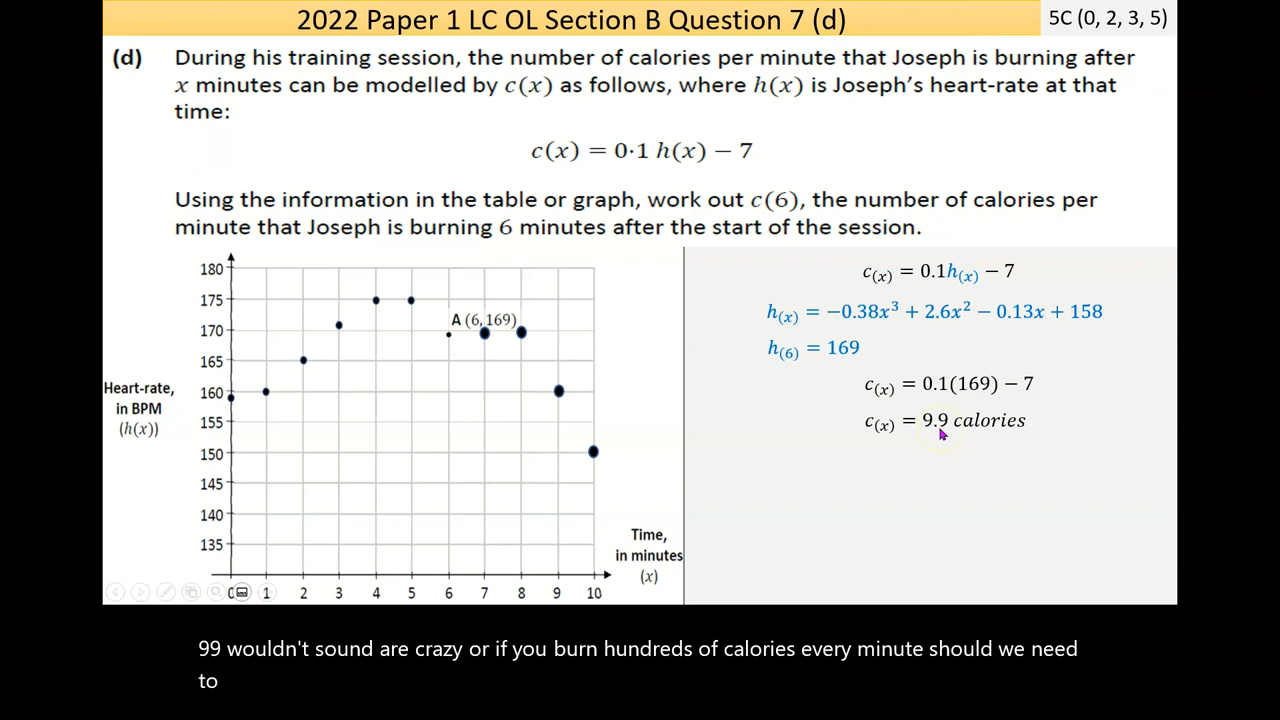 2022 Paper 1 LC OL Section B Question 7 (d)
5C (0, 2, 3, 5)
(d) During his training session, the number of calories per minute that Joseph is burning after
x minutes can be modelled by c(x) as follows, where h(x) is Joseph's heart-rate at that
time:
c(x) = 0·1 h(x) − 7
Using the information in the table or graph, work out c(6), the number of calories per
minute that Joseph is burning 6 minutes after the start of the session.
180
175
170
165
160
155
150
145
140
135
A (6, 169)
Heart-rate,
in BPM
(h(x))
0 1 2 3 4 5 6 7 8 9 10
Time,
in minutes
(x)
c(x) = 0.1h(x) − 7
h(x) = −0.38x³ + 2.6x² − 0.13x + 158
h(6) = 169
c(x) = 0.1(169) − 7
c(x) = 9.9 calories
99 wouldn't sound are crazy or if you burn hundreds of calories every minute should we need
to